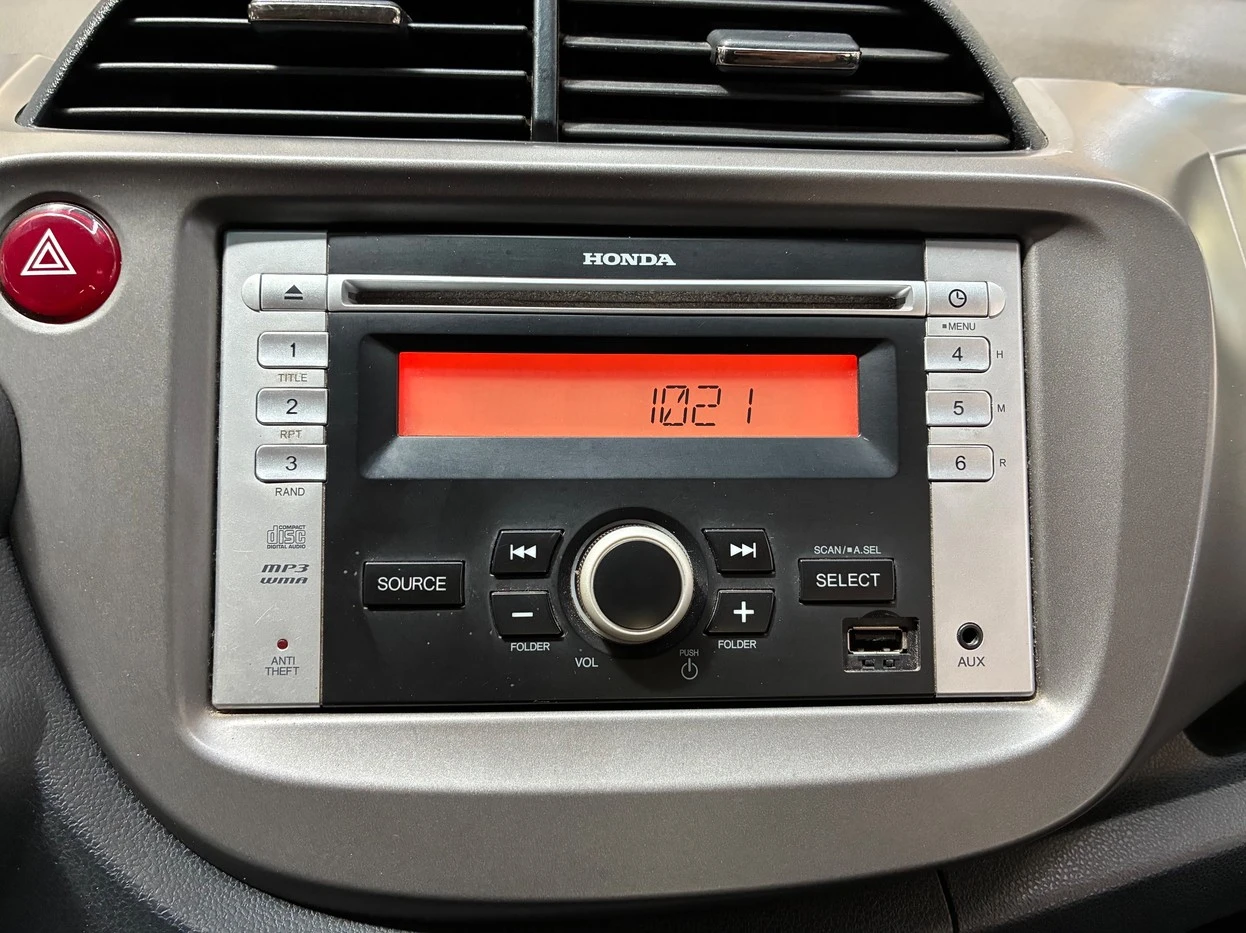 HONDA
MENU
1
4 H
TITLE
1021
2
5 M
RPT
3
6 R
RAND
COMPACT
disc
DIGITAL AUDIO
MP3
WMA
SCAN/■A.SEL
SOURCE
SELECT
− +
FOLDER
FOLDER
VOL
PUSH
ANTI
THEFT
AUX